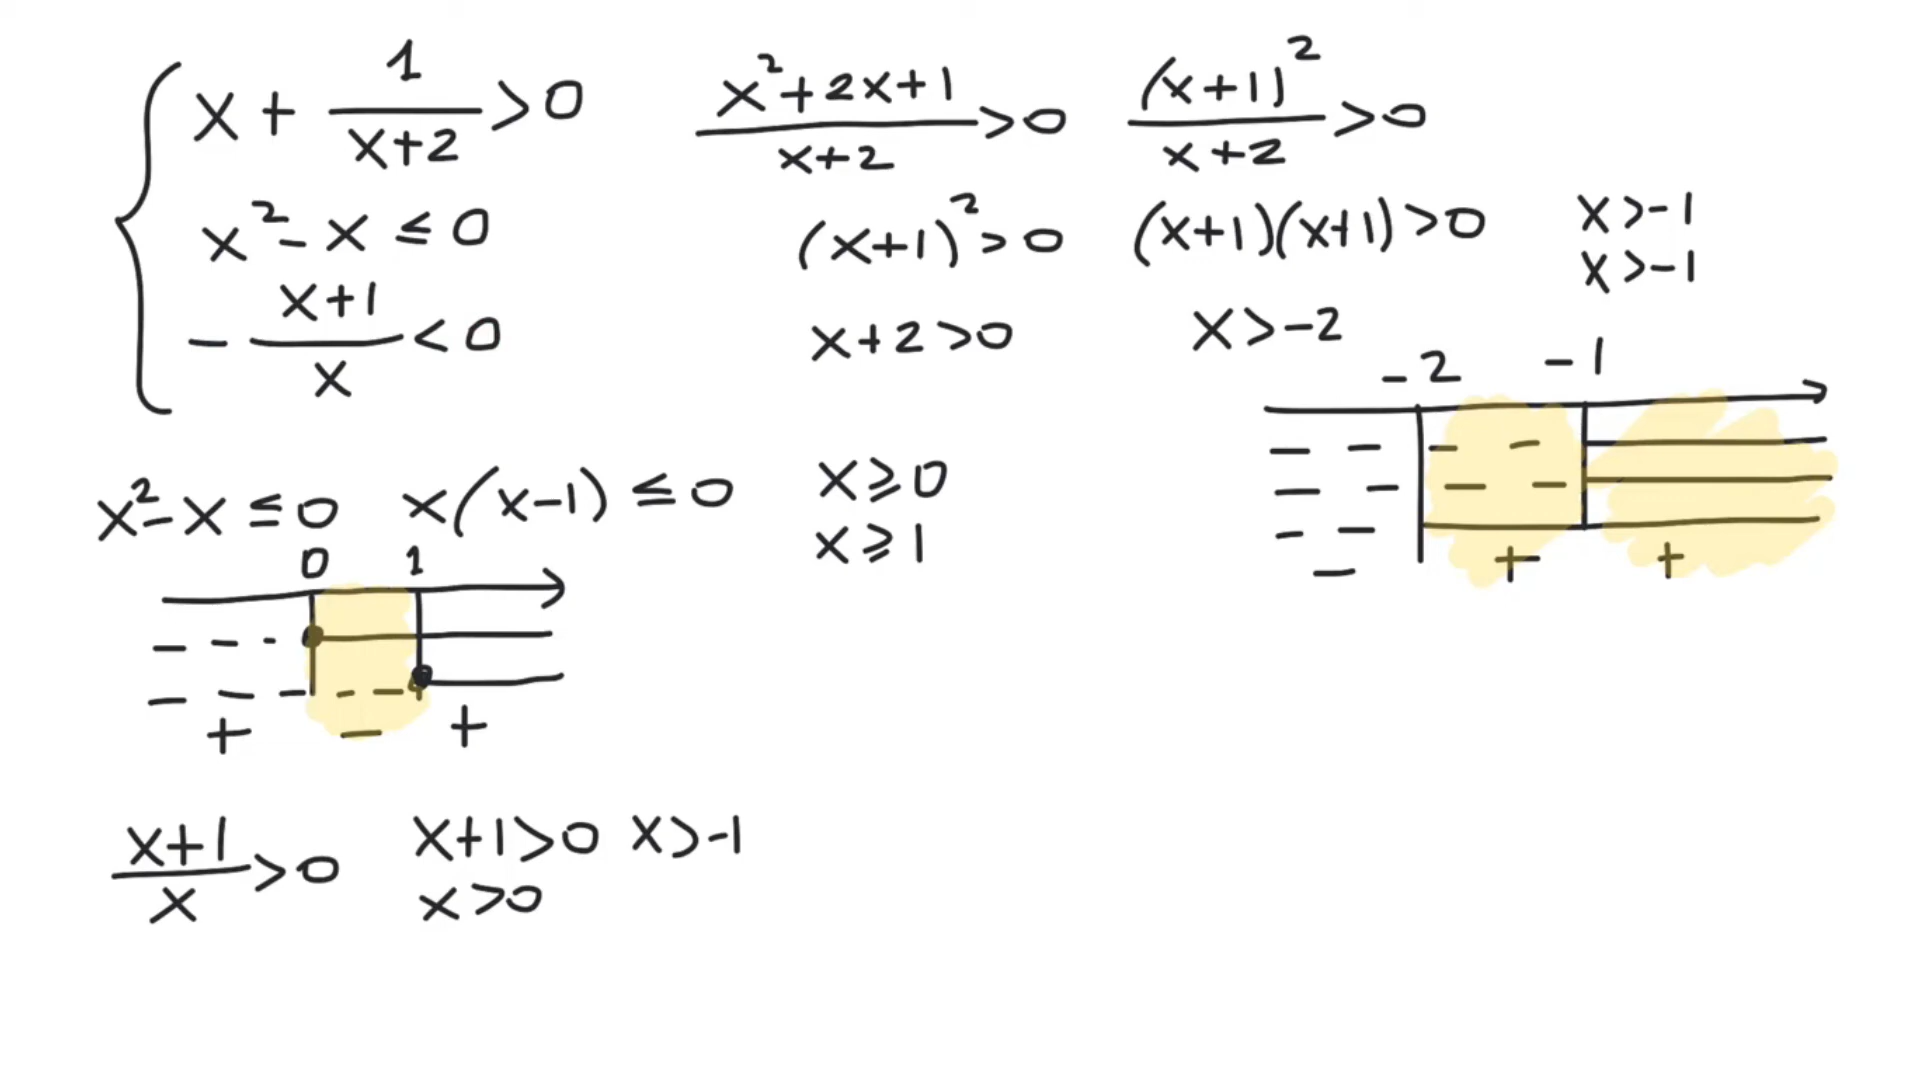 x + 1/(x+2) > 0
x² - x ≤ 0
- (x+1)/x < 0
(x²+2x+1)/(x+2) > 0
(x+1)²/(x+2) > 0
(x+1)² > 0
(x+1)(x+1) > 0
x > -1
x > -1
x+2 > 0
x > -2
-2 -1
- - - -
- - - -
- -
- + +
x² - x ≤ 0
x(x-1) ≤ 0
x ⩾ 0
x ⩾ 1
0 1
- - -
- - - - -
+ - +
(x+1)/x > 0
x+1 > 0 x > -1
x > 0